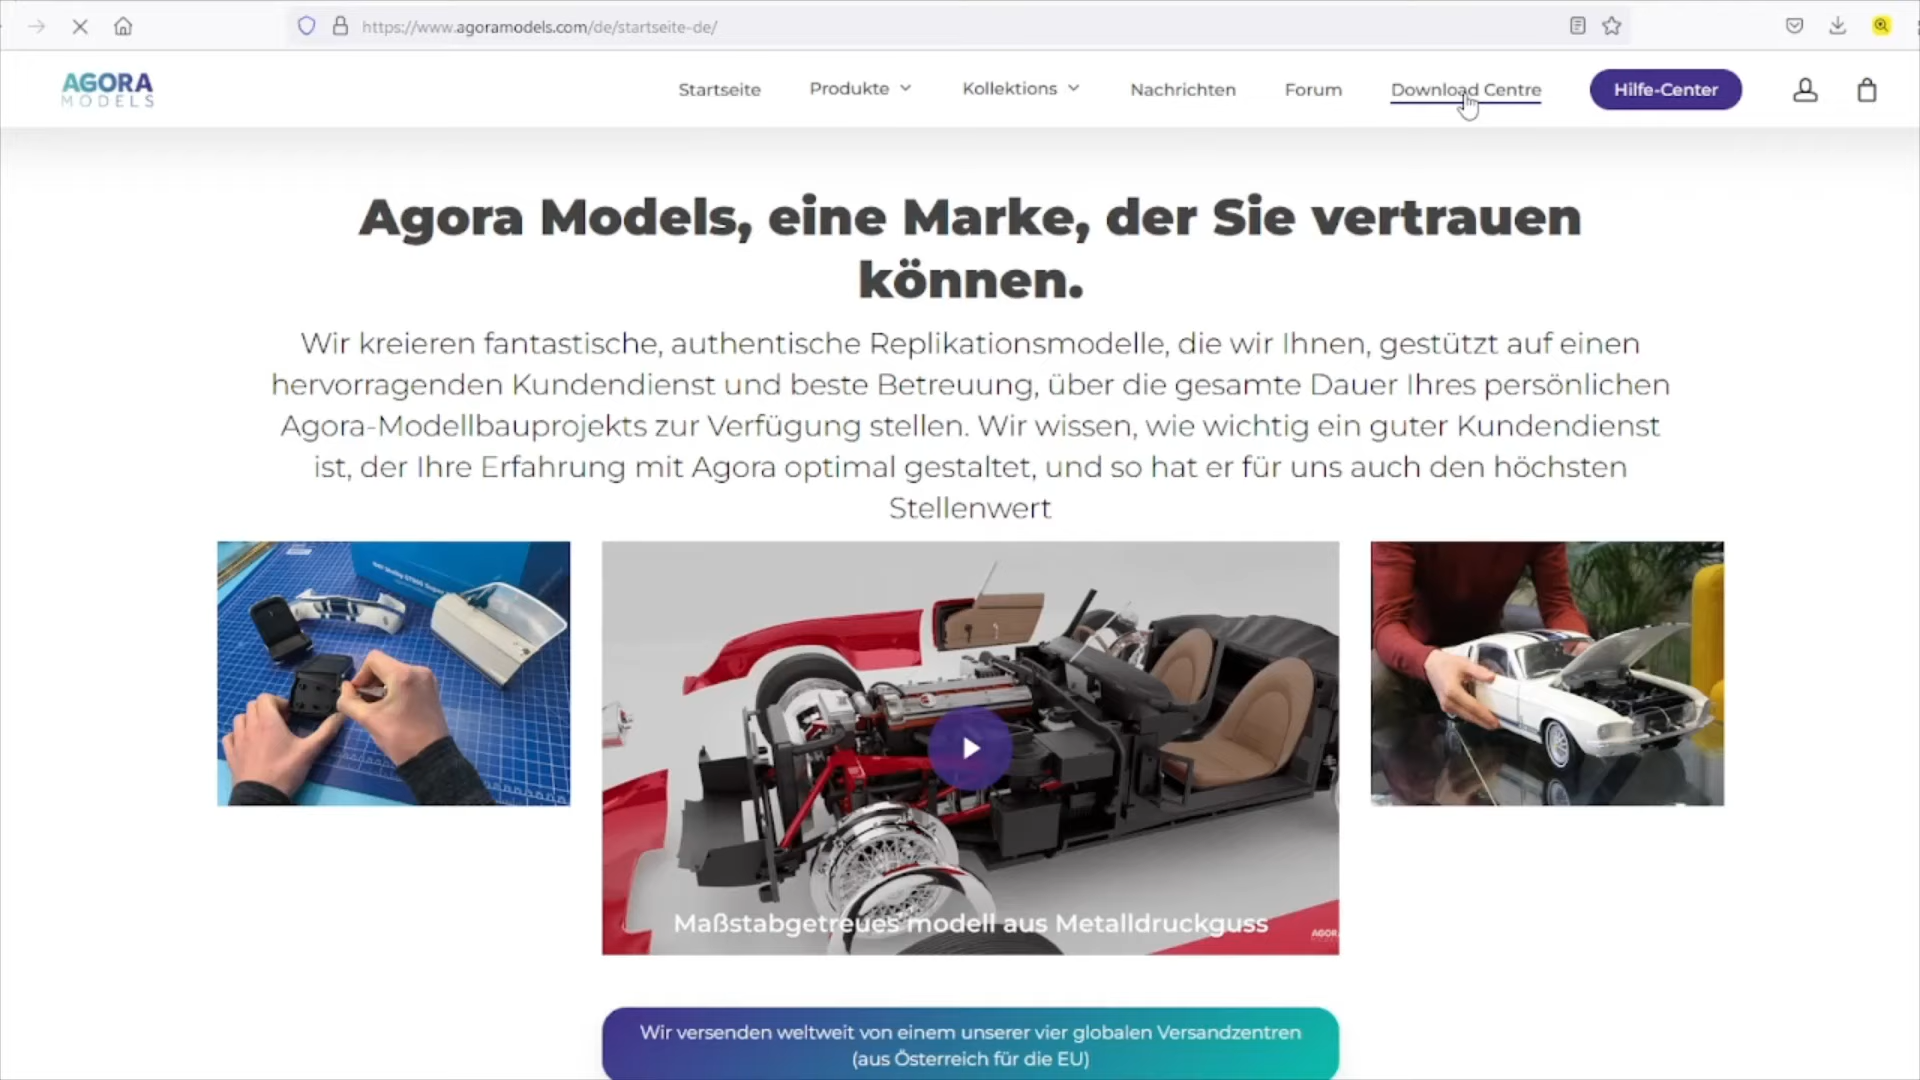 https://www.agoramodels.com/de/startseite-de/
AGORA
MODELS
Startseite
Produkte
Kollektions
Nachrichten
Forum
Download Centre
Hilfe-Center
Agora Models, eine Marke, der Sie vertrauen
können.
Wir kreieren fantastische, authentische Replikationsmodelle, die wir Ihnen, gestützt auf einen
hervorragenden Kundendienst und beste Betreuung, über die gesamte Dauer Ihres persönlichen
Agora-Modellbauprojekts zur Verfügung stellen. Wir wissen, wie wichtig ein guter Kundendienst
ist, der Ihre Erfahrung mit Agora optimal gestaltet, und so hat er für uns auch den höchsten
Stellenwert
Maßstabgetreues modell aus Metalldruckguss
AGORA
Wir versenden weltweit von einem unserer vier globalen Versandzentren
(aus Österreich für die EU)